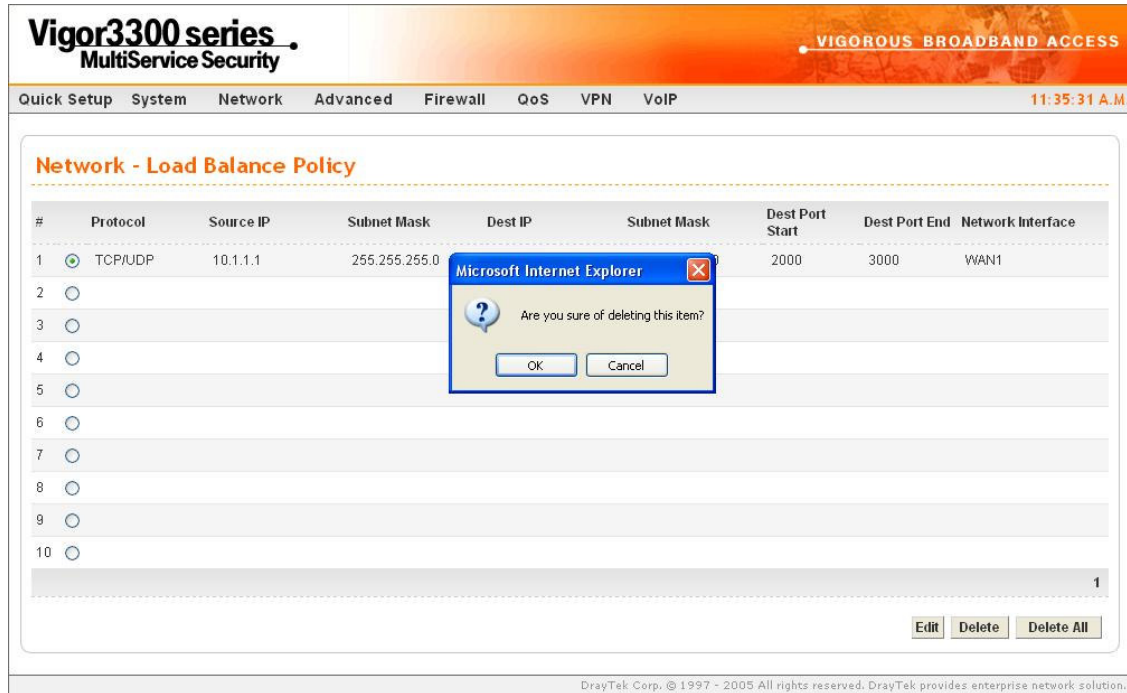 Vigor3300 series
MultiService Security
VIGOROUS BROADBAND ACCESS
Quick Setup System Network Advanced Firewall QoS VPN VoIP 11:35:31 A.M
Network - Load Balance Policy
# Protocol Source IP Subnet Mask Dest IP Subnet Mask Dest Port Start Dest Port End Network Interface
1 TCP/UDP 10.1.1.1 255.255.255.0 2000 3000 WAN1
Microsoft Internet Explorer
Are you sure of deleting this item?
OK Cancel
2
3
4
5
6
7
8
9
10
1
Edit Delete Delete All
DrayTek Corp. © 1997 - 2005 All rights reserved. DrayTek provides enterprise network solution.